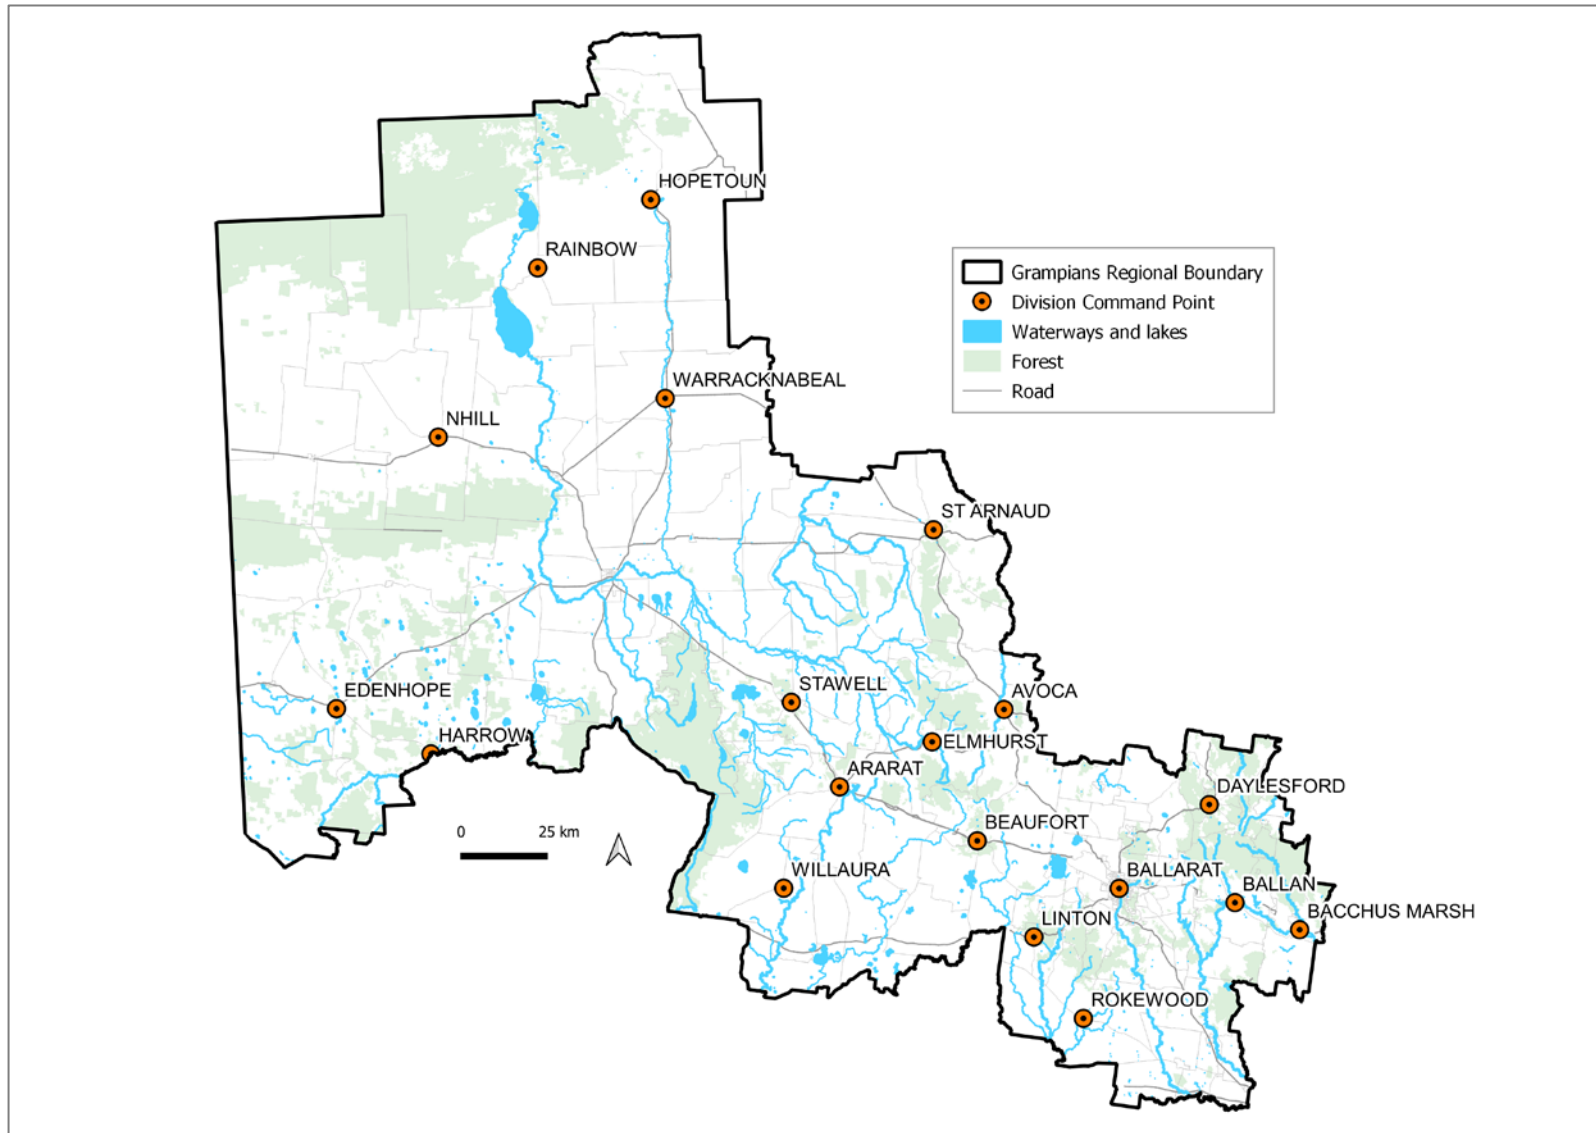 HOPETOUN
RAINBOW
Grampians Regional Boundary
Division Command Point
Waterways and lakes
Forest
Road
WARRACKNABEAL
NHILL
ST ARNAUD
EDENHOPE
STAWELL
AVOCA
HARROW
ELMHURST
ARARAT
DAYLESFORD
BEAUFORT
0 25 km
WILLAURA
BALLARAT
BALLAN
LINTON
BACCHUS MARSH
ROKEWOOD